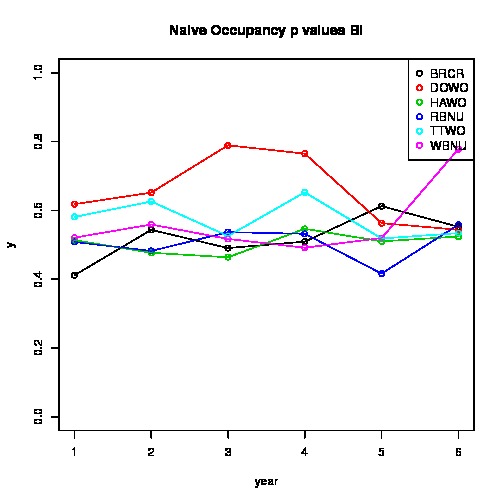 Naive Occupancy p values BI
BRCR
DOWO
HAWO
RBNU
TTWO
WBNU
1.0
0.8
0.6
0.4
0.2
0.0
y
1 2 3 4 5 6
year